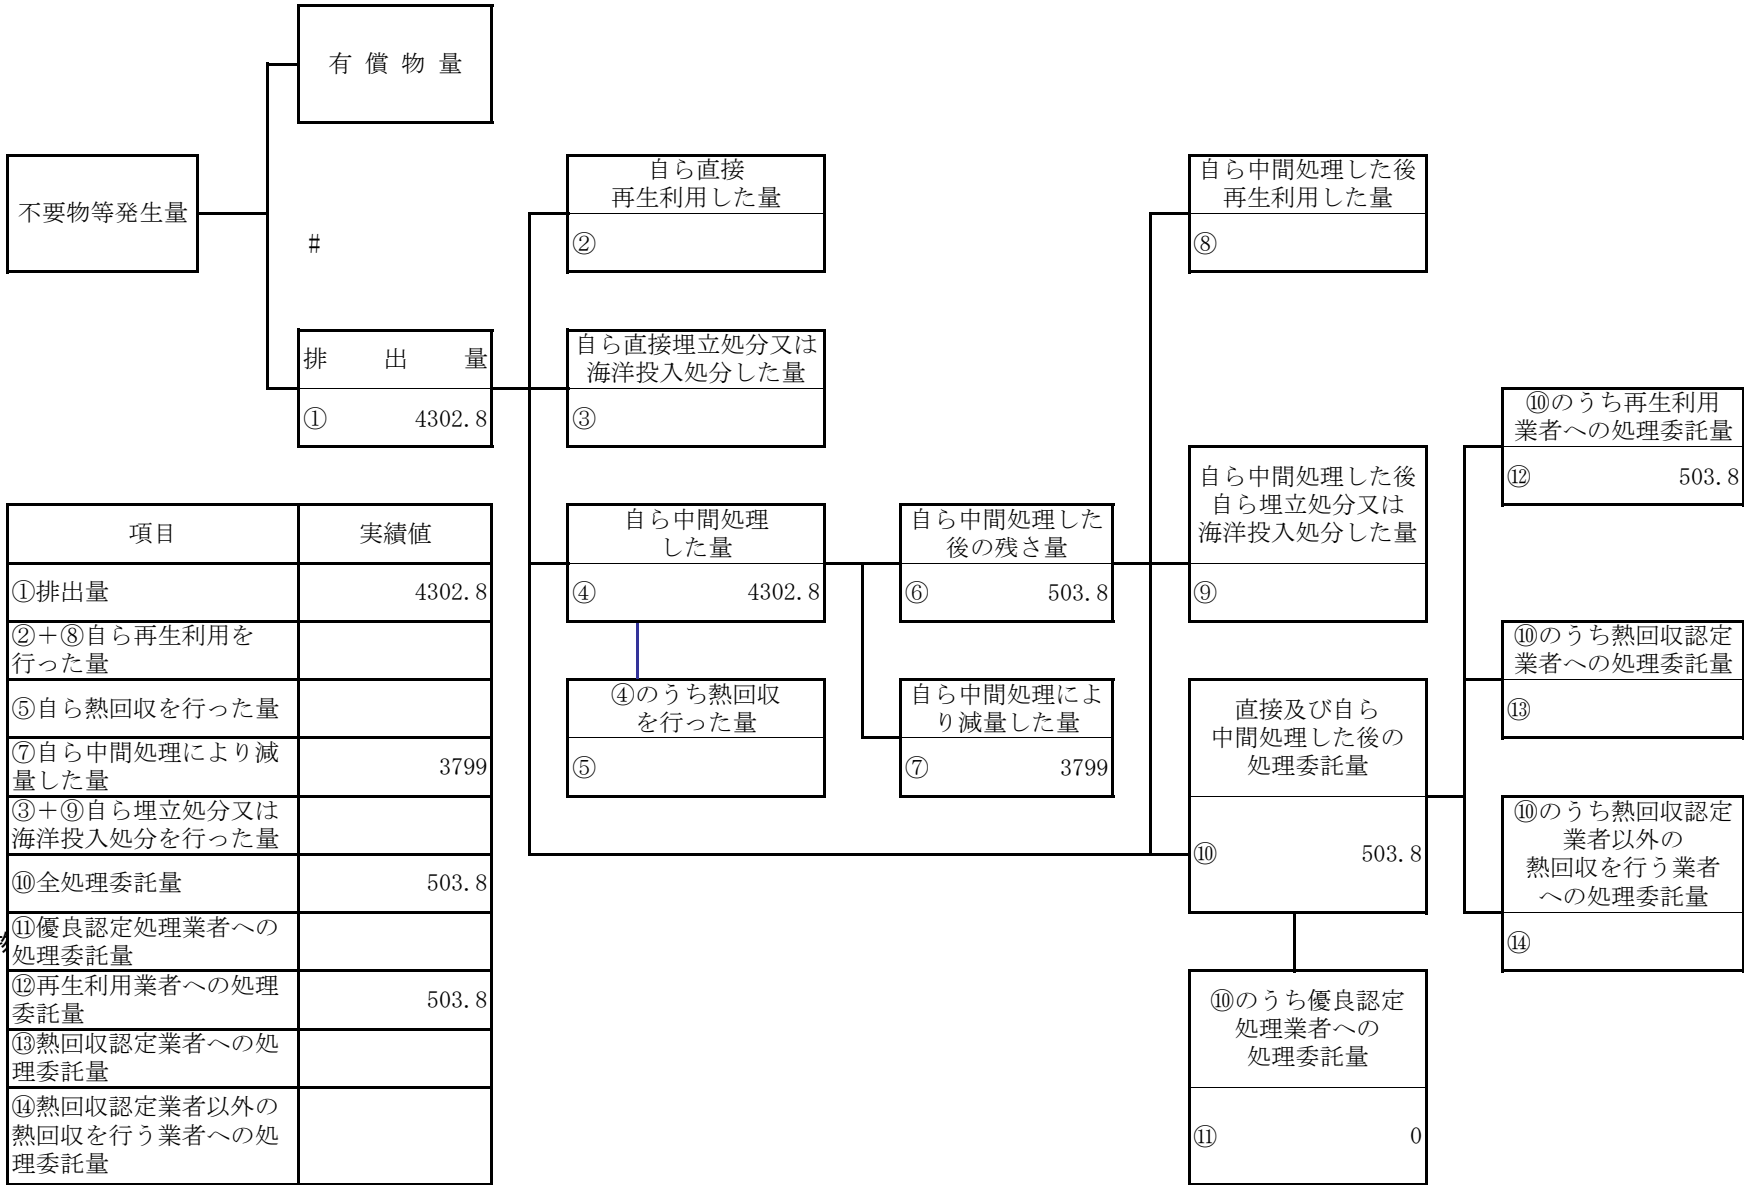 有 償 物 量
不要物等発生量
#
自ら直接
再生利用した量
②
自ら中間処理した後
再生利用した量
⑧
排 出 量
① 4302.8
自ら直接埋立処分又は
海洋投入処分した量
③
⑩のうち再生利用
業者への処理委託量
⑫ 503.8
自ら中間処理した後
自ら埋立処分又は
海洋投入処分した量
⑨
自ら中間処理
した量
④ 4302.8
自ら中間処理した
後の残さ量
⑥ 503.8
⑩のうち熱回収認定
業者への処理委託量
⑬
④のうち熱回収
を行った量
⑤
自ら中間処理によ
り減量した量
⑦ 3799
直接及び自ら
中間処理した後の
処理委託量
⑩ 503.8
⑩のうち熱回収認定
業者以外の
熱回収を行う業者
への処理委託量
⑭
⑩のうち優良認定
処理業者への
処理委託量
⑪ 0
項目 実績値
①排出量 4302.8
②+⑧自ら再生利用を
行った量
⑤自ら熱回収を行った量
⑦自ら中間処理により減
量した量 3799
③+⑨自ら埋立処分又は
海洋投入処分を行った量
⑩全処理委託量 503.8
⑪優良認定処理業者への
処理委託量
⑫再生利用業者への処理
委託量 503.8
⑬熱回収認定業者への処
理委託量
⑭熱回収認定業者以外の
熱回収を行う業者への処
理委託量